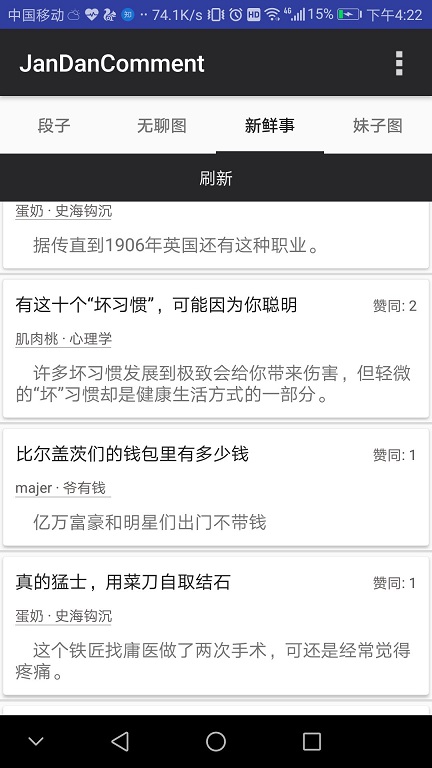 中国移动 知 ·· 74.1K/s HD 4G 15% 下午4:22
JanDanComment
段子 无聊图 新鲜事 妹子图
刷新
蛋奶 · 史海钩沉
据传直到1906年英国还有这种职业。
有这十个“坏习惯”，可能因为你聪明 赞同: 2
肌肉桃 · 心理学
许多坏习惯发展到极致会给你带来伤害，但轻微
的“坏”习惯却是健康生活方式的一部分。
比尔盖茨们的钱包里有多少钱 赞同: 1
majer · 爷有钱
亿万富豪和明星们出门不带钱
真的猛士，用菜刀自取结石 赞同: 1
蛋奶 · 史海钩沉
这个铁匠找庸医做了两次手术，可还是经常觉得
疼痛。